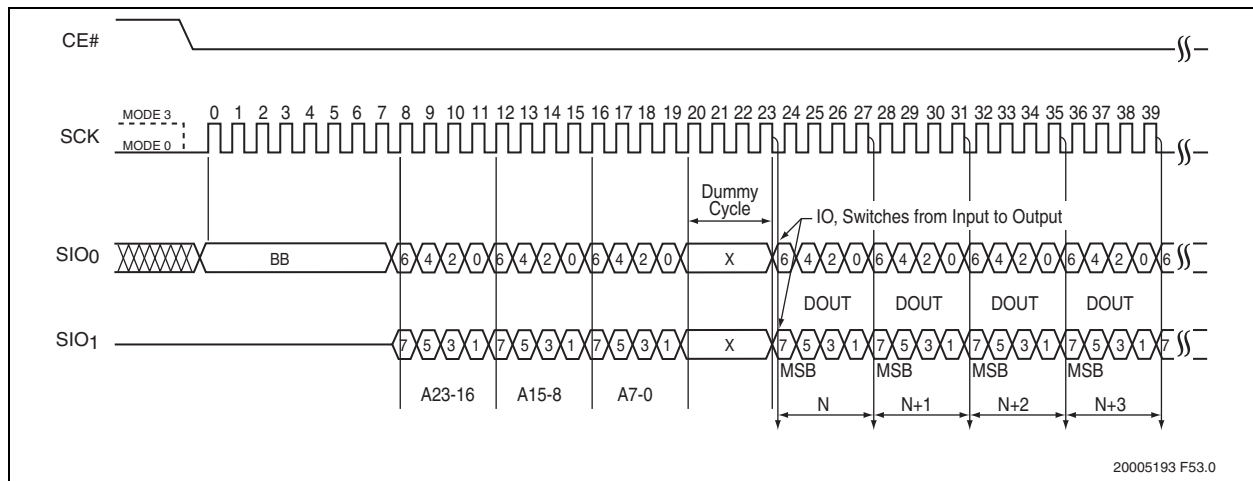 CE#
MODE 3
0 1 2 3 4 5 6 7 8 9 10 11 12 13 14 15 16 17 18 19 20 21 22 23 24 25 26 27 28 29 30 31 32 33 34 35 36 37 38 39
SCK
MODE 0
Dummy
Cycle
IO, Switches from Input to Output
SIO0
BB
6 4 2 0 6 4 2 0 6 4 2 0 X 6 4 2 0 6 4 2 0 6 4 2 0 6 4 2 0 6
DOUT DOUT DOUT DOUT
SIO1
7 5 3 1 7 5 3 1 7 5 3 1 X 7 5 3 1 7 5 3 1 7 5 3 1 7 5 3 1 7
MSB MSB MSB MSB
A23-16 A15-8 A7-0
N N+1 N+2 N+3
20005193 F53.0